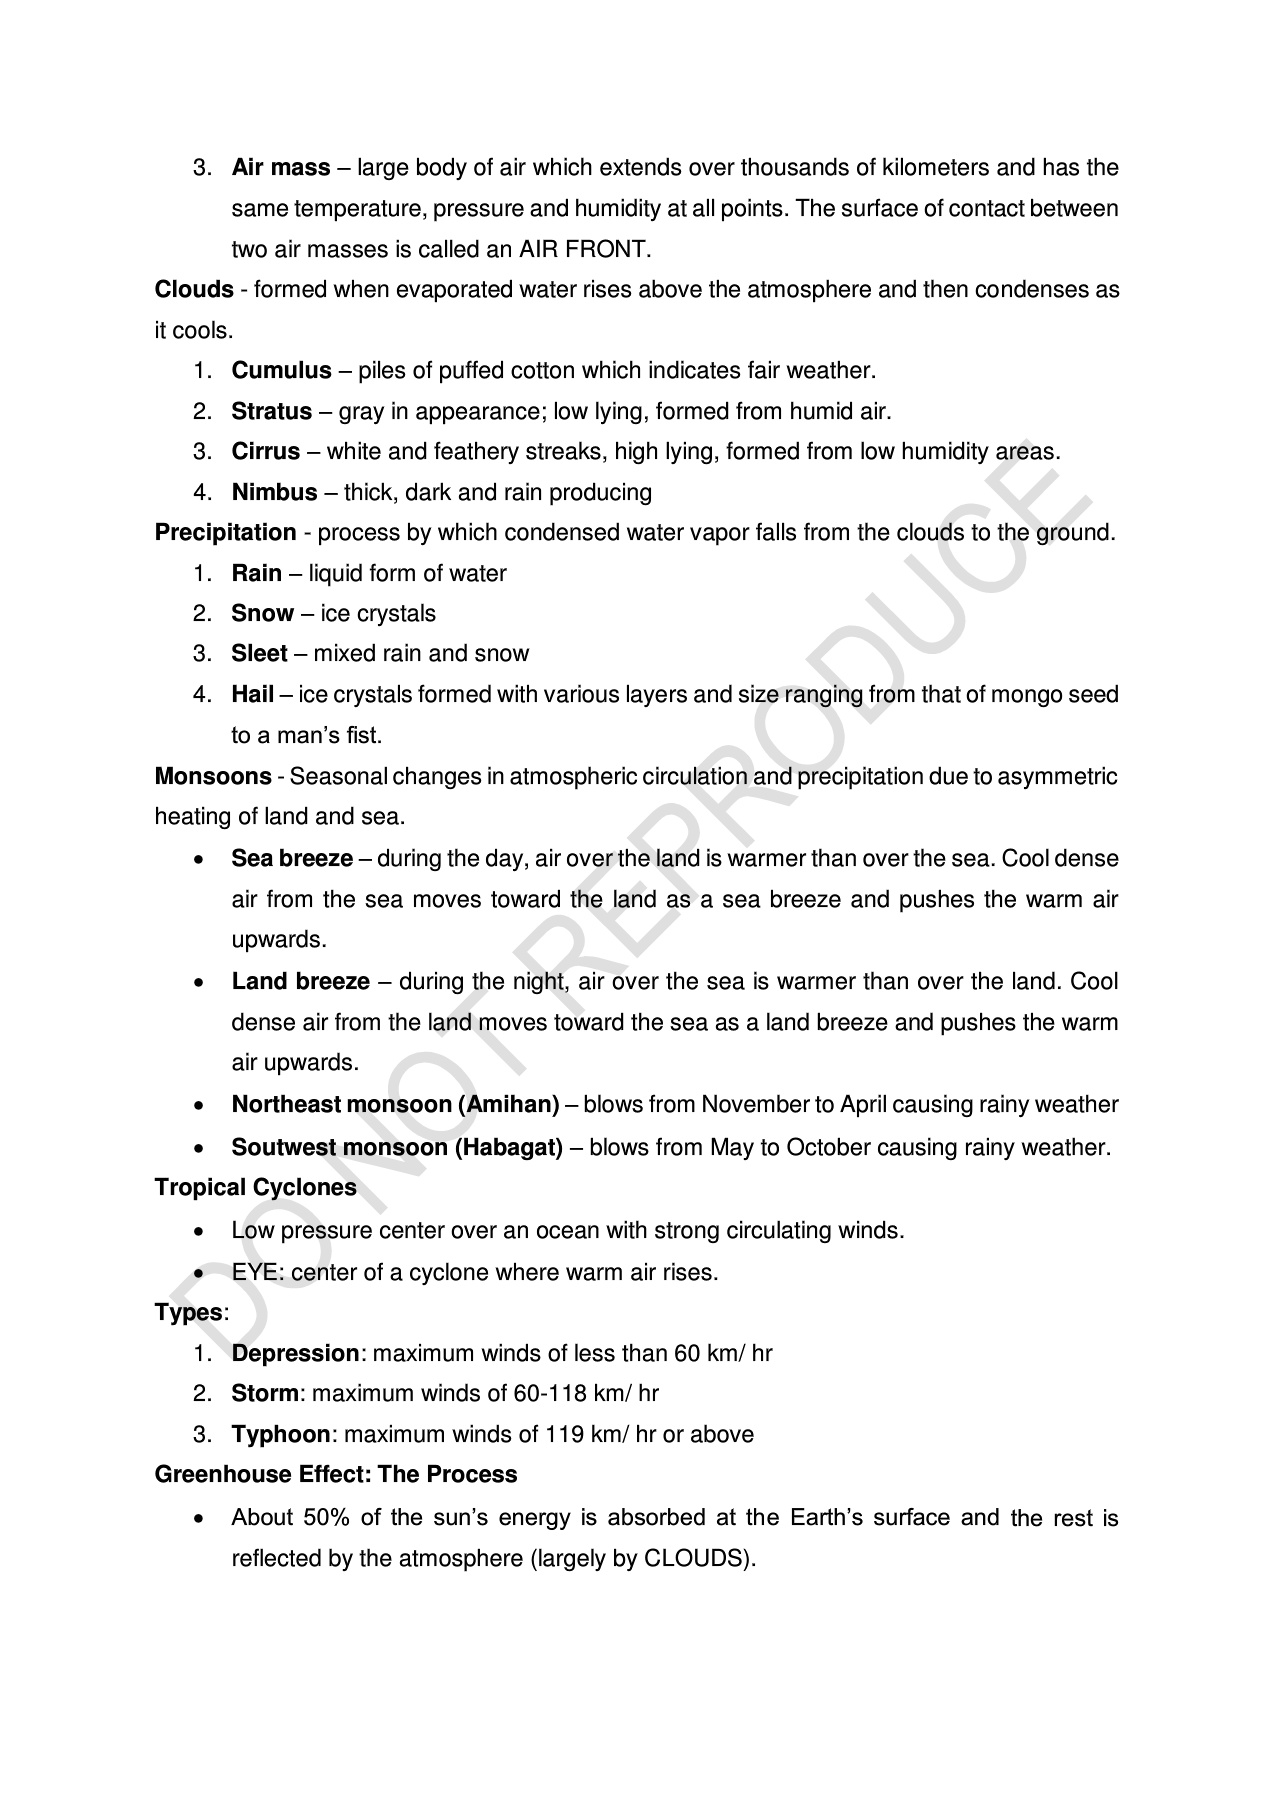 3. Air mass – large body of air which extends over thousands of kilometers and has the
same temperature, pressure and humidity at all points. The surface of contact between
two air masses is called an AIR FRONT.
Clouds - formed when evaporated water rises above the atmosphere and then condenses as
it cools.
1. Cumulus – piles of puffed cotton which indicates fair weather.
2. Stratus – gray in appearance; low lying, formed from humid air.
3. Cirrus – white and feathery streaks, high lying, formed from low humidity areas.
4. Nimbus – thick, dark and rain producing
Precipitation - process by which condensed water vapor falls from the clouds to the ground.
1. Rain – liquid form of water
2. Snow – ice crystals
3. Sleet – mixed rain and snow
4. Hail – ice crystals formed with various layers and size ranging from that of mongo seed
to a man’s fist.
Monsoons - Seasonal changes in atmospheric circulation and precipitation due to asymmetric
heating of land and sea.
• Sea breeze – during the day, air over the land is warmer than over the sea. Cool dense
air from the sea moves toward the land as a sea breeze and pushes the warm air
upwards.
• Land breeze – during the night, air over the sea is warmer than over the land. Cool
dense air from the land moves toward the sea as a land breeze and pushes the warm
air upwards.
• Northeast monsoon (Amihan) – blows from November to April causing rainy weather
• Soutwest monsoon (Habagat) – blows from May to October causing rainy weather.
Tropical Cyclones
• Low pressure center over an ocean with strong circulating winds.
• EYE: center of a cyclone where warm air rises.
Types:
1. Depression: maximum winds of less than 60 km/ hr
2. Storm: maximum winds of 60-118 km/ hr
3. Typhoon: maximum winds of 119 km/ hr or above
Greenhouse Effect: The Process
• About 50% of the sun’s energy is absorbed at the Earth’s surface and the rest is
reflected by the atmosphere (largely by CLOUDS).
DO NOT REPRODUCE